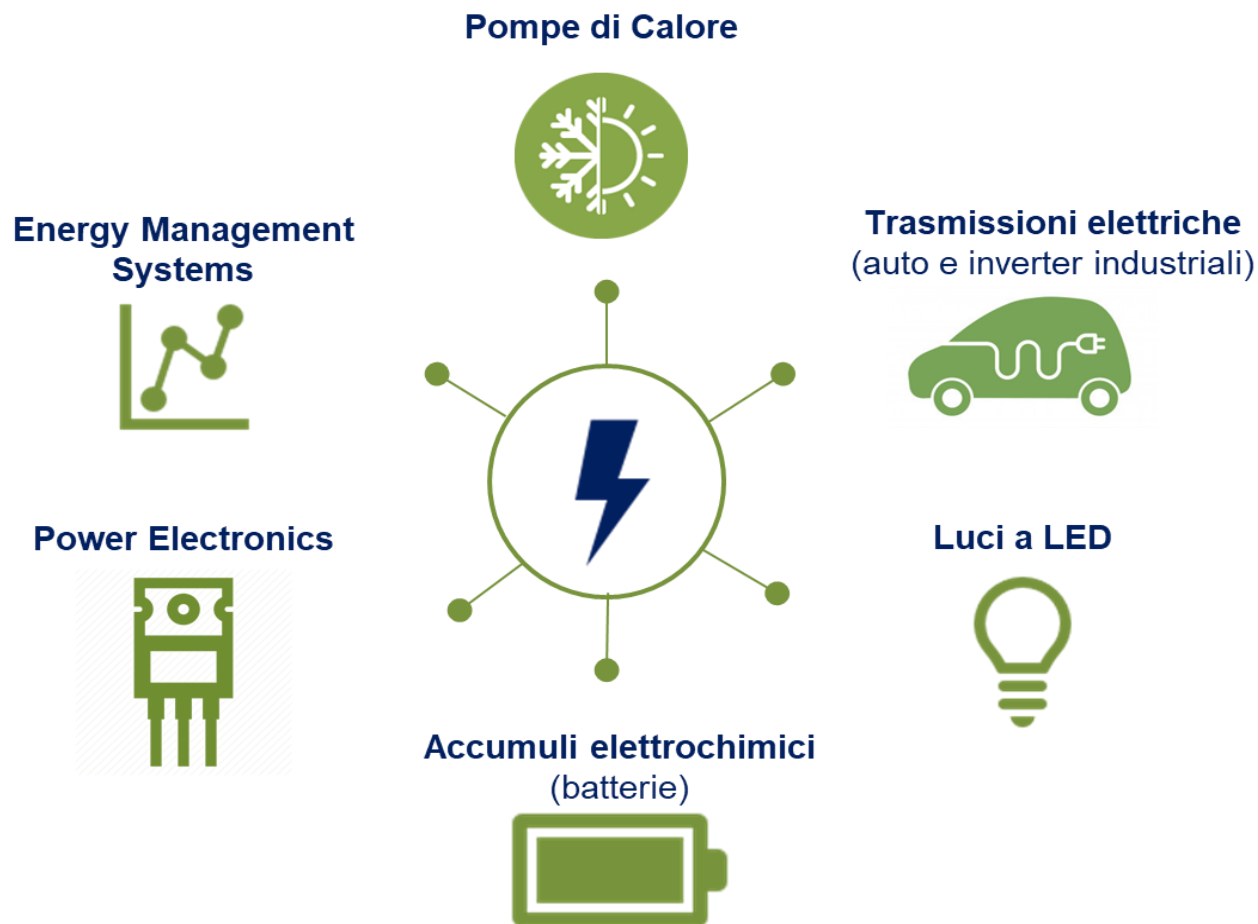 Pompe di Calore
Energy Management
Systems
Trasmissioni elettriche
(auto e inverter industriali)
Power Electronics
Luci a LED
Accumuli elettrochimici
(batterie)